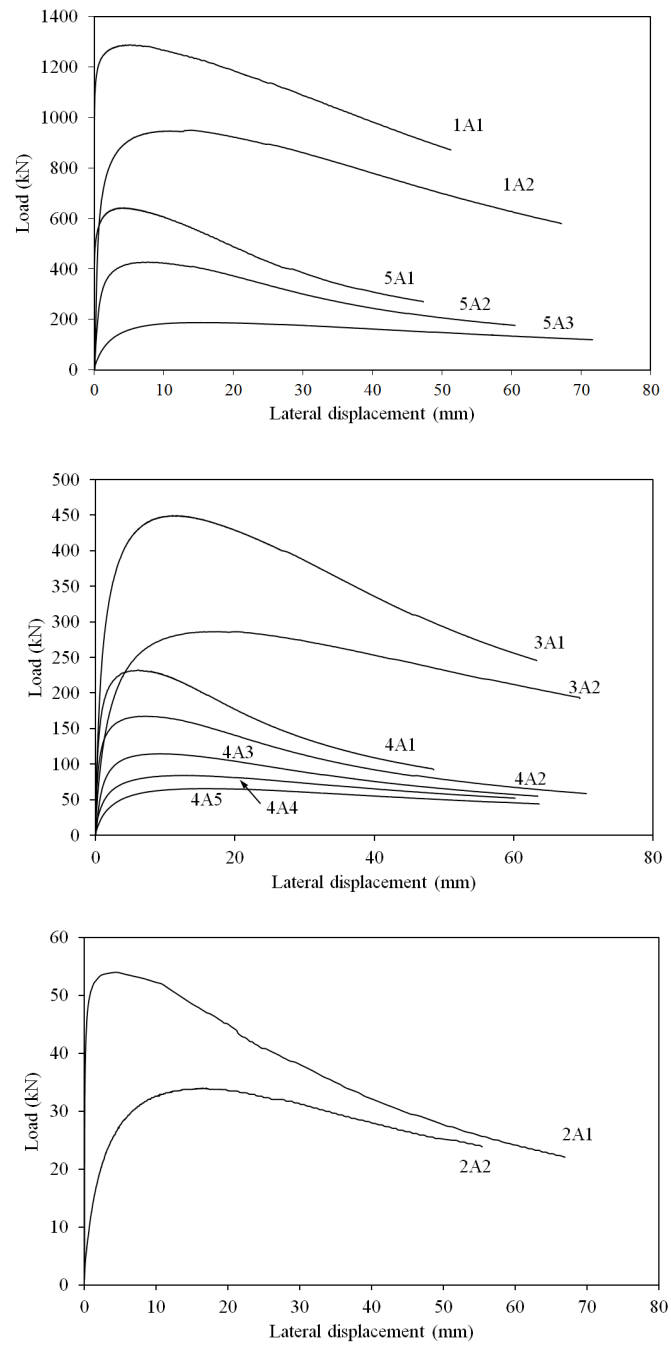 1400
1200
1000
800
600
400
200
0
Load (kN)
1A1
1A2
5A1
5A2
5A3
0 10 20 30 40 50 60 70 80
Lateral displacement (mm)
500
450
400
350
300
250
200
150
100
50
0
Load (kN)
3A1
3A2
4A1
4A3
4A2
4A5
4A4
0 20 40 60 80
Lateral displacement (mm)
60
50
40
30
20
10
0
Load (kN)
2A1
2A2
0 10 20 30 40 50 60 70 80
Lateral displacement (mm)